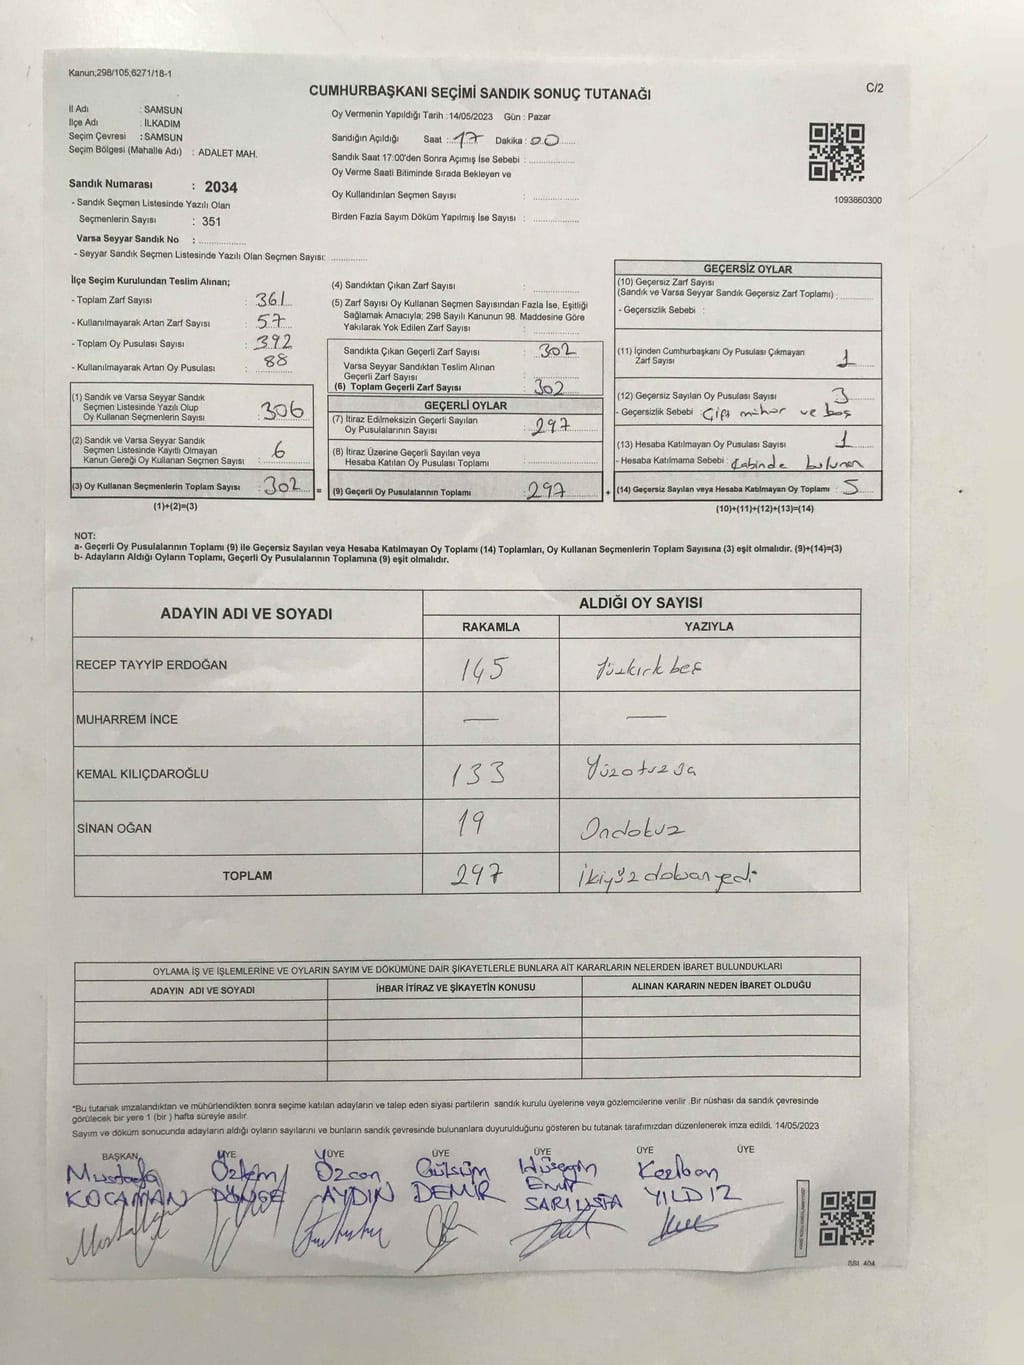 Kanun;298/105,6271/18-1
C/2
CUMHURBAŞKANI SEÇİMİ SANDIK SONUÇ TUTANAĞI
İl Adı : SAMSUN
İlçe Adı : İLKADIM
Seçim Çevresi : SAMSUN
Seçim Bölgesi (Mahalle Adı) : ADALET MAH.
Sandık Numarası : 2034
- Sandık Seçmen Listesinde Yazılı Olan
Seçmenlerin Sayısı : 351
Varsa Seyyar Sandık No :
- Seyyar Sandık Seçmen Listesinde Yazılı Olan Seçmen Sayısı:
Oy Vermenin Yapıldığı Tarih :14/05/2023 Gün : Pazar
Sandığın Açıldığı Saat : 17 Dakika : 00
Sandık Saat 17:00'den Sonra Açımış İse Sebebi :
Oy Verme Saati Bitiminde Sırada Bekleyen ve
Oy Kullandırılan Seçmen Sayısı :
Birden Fazla Sayım Döküm Yapılmış İse Sayısı :
1093860300
İlçe Seçim Kurulundan Teslim Alınan;
- Toplam Zarf Sayısı : 361
- Kullanılmayarak Artan Zarf Sayısı : 57
- Toplam Oy Pusulası Sayısı : 392
- Kullanılmayarak Artan Oy Pusulası : 88
(1) Sandık ve Varsa Seyyar Sandık
Seçmen Listesinde Yazılı Olup
Oy Kullanan Seçmenlerin Sayısı : 306
(2) Sandık ve Varsa Seyyar Sandık
Seçmen Listesinde Kayıtlı Olmayan
Kanun Gereği Oy Kullanan Seçmen Sayısı : 6
(3) Oy Kullanan Seçmenlerin Toplam Sayısı : 302 =
(1)+(2)=(3)
(4) Sandıktan Çıkan Zarf Sayısı :
(5) Zarf Sayısı Oy Kullanan Seçmen Sayısından Fazla İse, Eşitliği
Sağlamak Amacıyla; 298 Sayılı Kanunun 98. Maddesine Göre
Yakılarak Yok Edilen Zarf Sayısı :
Sandıkta Çıkan Geçerli Zarf Sayısı : 302
Varsa Seyyar Sandıktan Teslim Alınan
Geçerli Zarf Sayısı :
(6) Toplam Geçerli Zarf Sayısı : 302
GEÇERLİ OYLAR
(7) İtiraz Edilmeksizin Geçerli Sayılan
Oy Pusulalarının Sayısı : 297
(8) İtiraz Üzerine Geçerli Sayılan veya
Hesaba Katılan Oy Pusulası Toplamı :
(9) Geçerli Oy Pusulalarının Toplamı : 297 +
GEÇERSİZ OYLAR
(10) Geçersiz Zarf Sayısı
(Sandık ve Varsa Seyyar Sandık Geçersiz Zarf Toplamı) :
- Geçersizlik Sebebi :
(11) İçinden Cumhurbaşkanı Oy Pusulası Çıkmayan
Zarf Sayısı : 1
(12) Geçersiz Sayılan Oy Pusulası Sayısı : 3
- Geçersizlik Sebebi : Çift mühür ve boş
(13) Hesaba Katılmayan Oy Pusulası Sayısı : 1
- Hesaba Katılmama Sebebi : kabinde bulunan
(14) Geçersiz Sayılan veya Hesaba Katılmayan Oy Toplamı : 5
(10)+(11)+(12)+(13)=(14)
NOT:
a- Geçerli Oy Pusulalarının Toplamı (9) ile Geçersiz Sayılan veya Hesaba Katılmayan Oy Toplamı (14) Toplamları, Oy Kullanan Seçmenlerin Toplam Sayısına (3) eşit olmalıdır. (9)+(14)=(3)
b- Adayların Aldığı Oyların Toplamı, Geçerli Oy Pusulalarının Toplamına (9) eşit olmalıdır.
ADAYIN ADI VE SOYADI ALDIĞI OY SAYISI
RAKAMLA YAZIYLA
RECEP TAYYİP ERDOĞAN 145 Yüzkırk beş
MUHARREM İNCE — —
KEMAL KILIÇDAROĞLU 133 Yüzotuzüç
SİNAN OĞAN 19 Ondokuz
TOPLAM 297 İkiyüz doksan yedi
OYLAMA İŞ VE İŞLEMLERİNE VE OYLARIN SAYIM VE DÖKÜMÜNE DAİR ŞİKAYETLERLE BUNLARA AİT KARARLARIN NELERDEN İBARET BULUNDUKLARI
ADAYIN ADI VE SOYADI İHBAR İTİRAZ VE ŞİKAYETİN KONUSU ALINAN KARARIN NEDEN İBARET OLDUĞU
*Bu tutanak imzalandıktan ve mühürlendikten sonra seçime katılan adayların ve talep eden siyasi partilerin sandık kurulu üyelerine veya gözlemcilerine verilir .Bir nüshası da sandık çevresinde
görülecek bir yere 1 (bir ) hafta süreyle asılır.
Sayım ve döküm sonucunda adayların aldığı oyların sayılarını ve bunların sandık çevresinde bulunanlara duyurulduğunu gösteren bu tutanak tarafımızdan düzenlenerek imza edildi. 14/05/2023
BAŞKAN ÜYE ÜYE ÜYE ÜYE ÜYE ÜYE
Mustafa Özlem Özcan Gülsüm Hüseyin Kezban
KOCAMAN DÖNGE AYDIN DEMİR Emir SARIUSTA YILDIZ
SSI_404